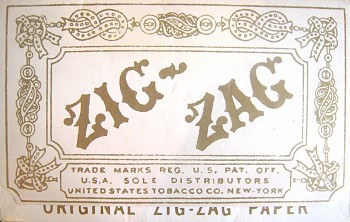 ZIG-ZAG
TRADE MARKS REG. U.S. PAT. OFF.
U.S.A. SOLE DISTRIBUTORS
UNITED STATES TOBACCO CO. NEW-YORK
ORIGINAL ZIG-ZAG PAPER